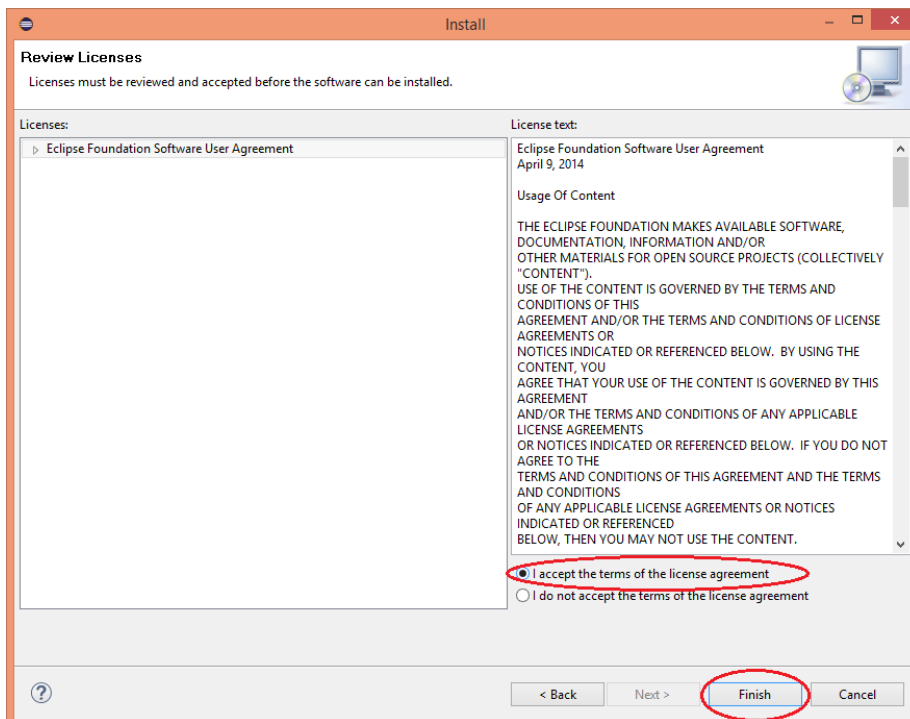 Install
Review Licenses
Licenses must be reviewed and accepted before the software can be installed.
Licenses:
Eclipse Foundation Software User Agreement
License text:
Eclipse Foundation Software User Agreement
April 9, 2014
Usage Of Content
THE ECLIPSE FOUNDATION MAKES AVAILABLE SOFTWARE,
DOCUMENTATION, INFORMATION AND/OR
OTHER MATERIALS FOR OPEN SOURCE PROJECTS (COLLECTIVELY
"CONTENT").
USE OF THE CONTENT IS GOVERNED BY THE TERMS AND
CONDITIONS OF THIS
AGREEMENT AND/OR THE TERMS AND CONDITIONS OF LICENSE
AGREEMENTS OR
NOTICES INDICATED OR REFERENCED BELOW.  BY USING THE
CONTENT, YOU
AGREE THAT YOUR USE OF THE CONTENT IS GOVERNED BY THIS
AGREEMENT
AND/OR THE TERMS AND CONDITIONS OF ANY APPLICABLE
LICENSE AGREEMENTS
OR NOTICES INDICATED OR REFERENCED BELOW.  IF YOU DO NOT
AGREE TO THE
TERMS AND CONDITIONS OF THIS AGREEMENT AND THE TERMS
AND CONDITIONS
OF ANY APPLICABLE LICENSE AGREEMENTS OR NOTICES
INDICATED OR REFERENCED
BELOW, THEN YOU MAY NOT USE THE CONTENT.
I accept the terms of the license agreement
I do not accept the terms of the license agreement
? < Back Next > Finish Cancel